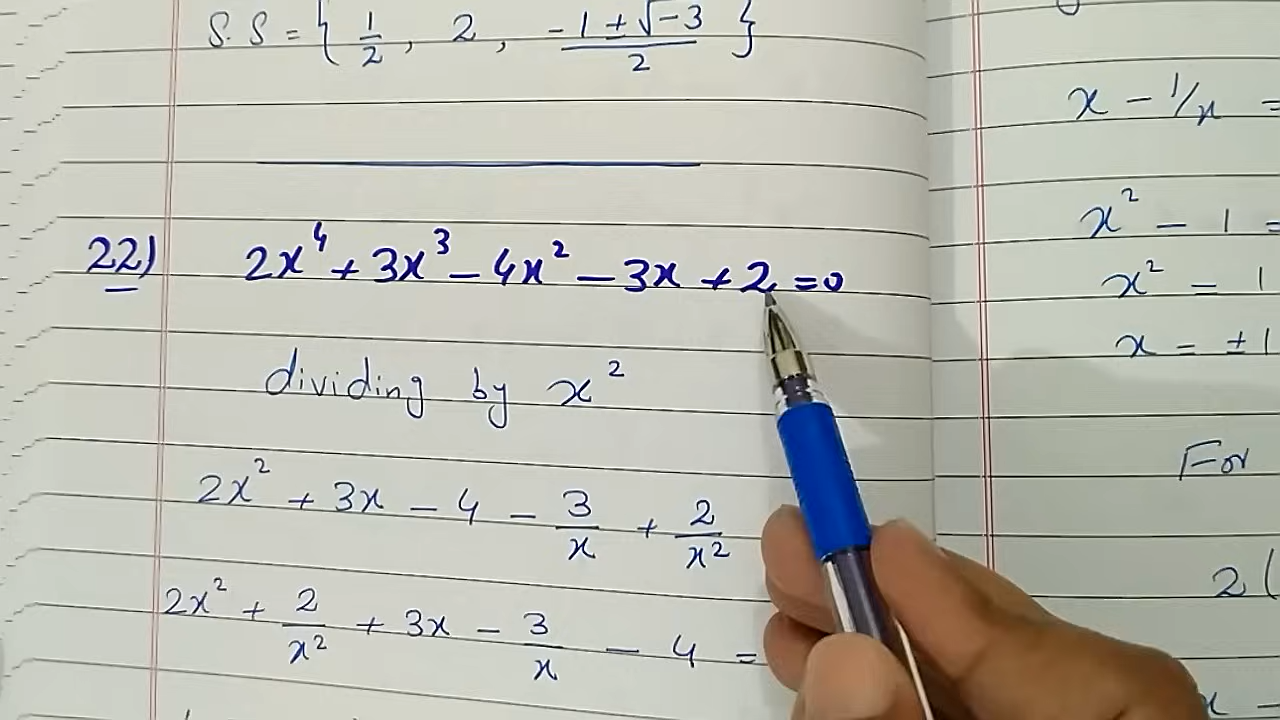 S.S = { 1/2 , 2 , (-1 ± √-3)/2 }
22) 2x⁴ + 3x³ - 4x² - 3x + 2 = 0
dividing by x²
2x² + 3x - 4 - 3/x + 2/x²
2x² + 2/x² + 3x - 3/x - 4 =
x - 1/x =
x² - 1 =
x² = 1
x = ±1
For
2(
x -